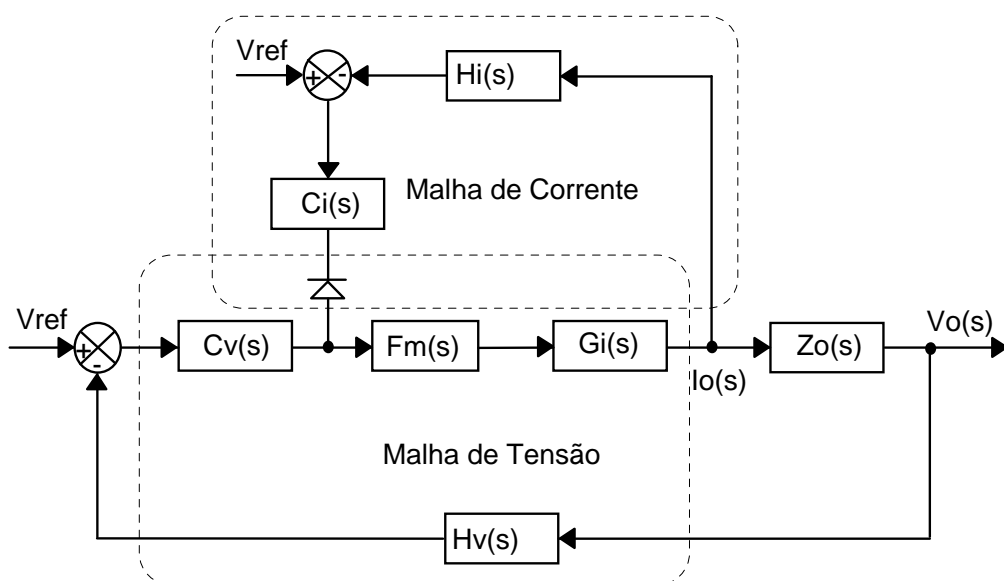 Vref
+
-
Hi(s)
Ci(s)
Malha de Corrente
Vref
+
-
Cv(s)
Fm(s)
Gi(s)
Io(s)
Zo(s)
Vo(s)
Malha de Tensão
Hv(s)